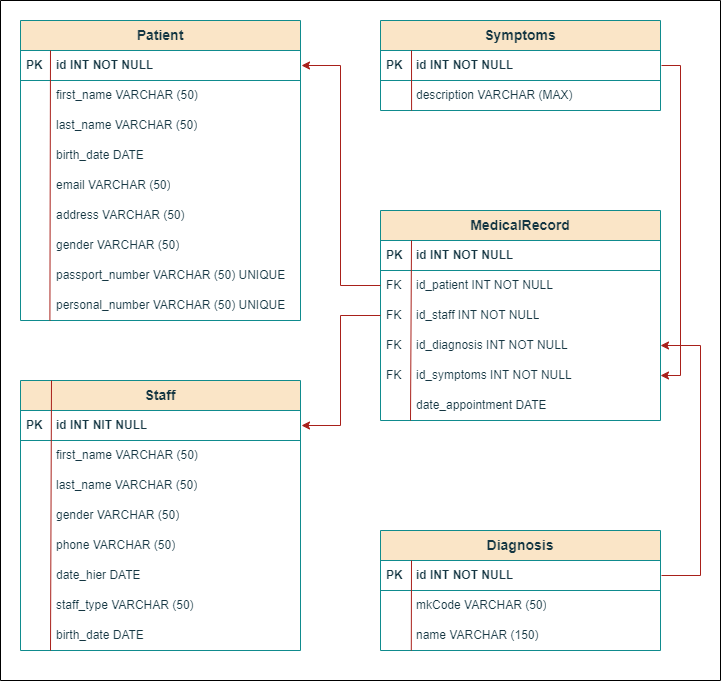 Patient
PK id INT NOT NULL
first_name VARCHAR (50)
last_name VARCHAR (50)
birth_date DATE
email VARCHAR (50)
address VARCHAR (50)
gender VARCHAR (50)
passport_number VARCHAR (50) UNIQUE
personal_number VARCHAR (50) UNIQUE
Symptoms
PK id INT NOT NULL
description VARCHAR (MAX)
MedicalRecord
PK id INT NOT NULL
FK id_patient INT NOT NULL
FK id_staff INT NOT NULL
FK id_diagnosis INT NOT NULL
FK id_symptoms INT NOT NULL
date_appointment DATE
Staff
PK id INT NIT NULL
first_name VARCHAR (50)
last_name VARCHAR (50)
gender VARCHAR (50)
phone VARCHAR (50)
date_hier DATE
staff_type VARCHAR (50)
birth_date DATE
Diagnosis
PK id INT NOT NULL
mkCode VARCHAR (50)
name VARCHAR (150)